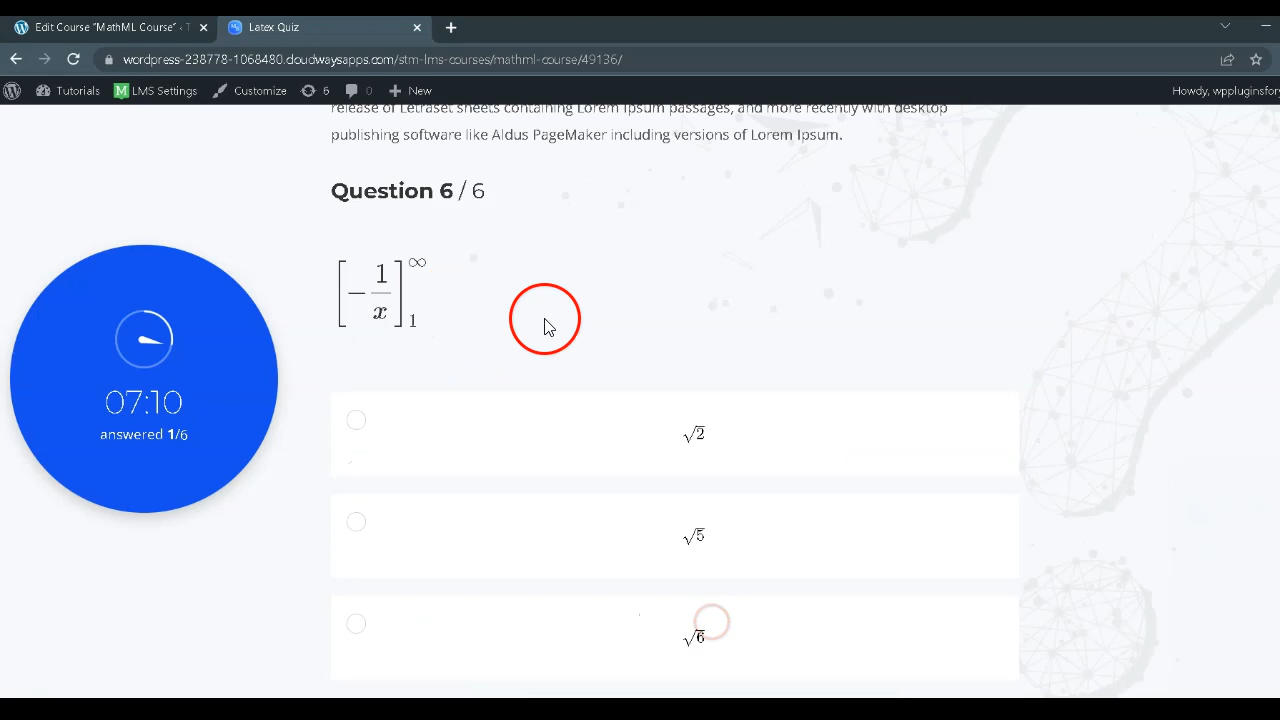 Edit Course “MathML Course” ‹ T
Latex Quiz
wordpress-238778-1068480.cloudwaysapps.com/stm-lms-courses/mathml-course/49136/
Tutorials LMS Settings Customize 6 0 New Howdy, wppluginsfor
release of Letraset sheets containing Lorem Ipsum passages, and more recently with desktop
publishing software like Aldus PageMaker including versions of Lorem Ipsum.
Question 6 / 6
[−1/x]₁^∞
07:10
answered 1/6
√2
√5
√6